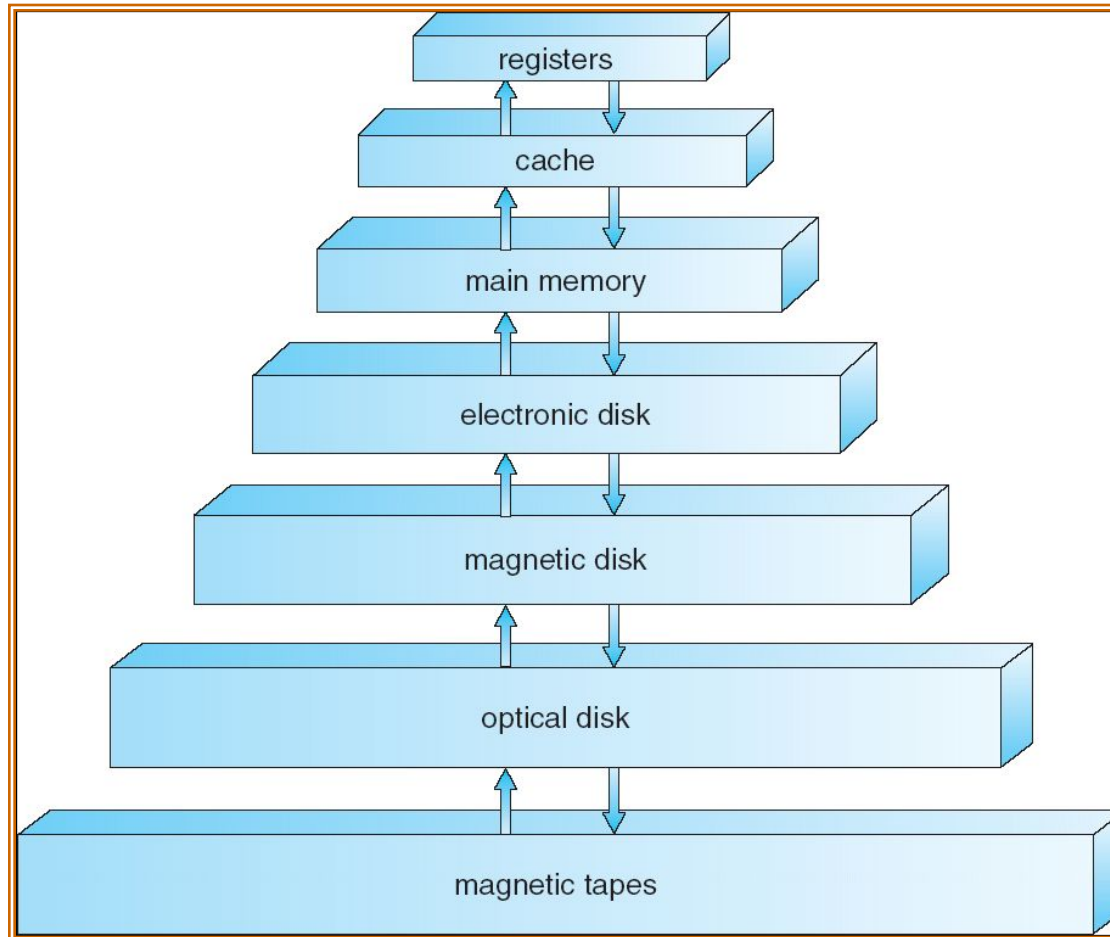 registers
cache
main memory
electronic disk
magnetic disk
optical disk
magnetic tapes